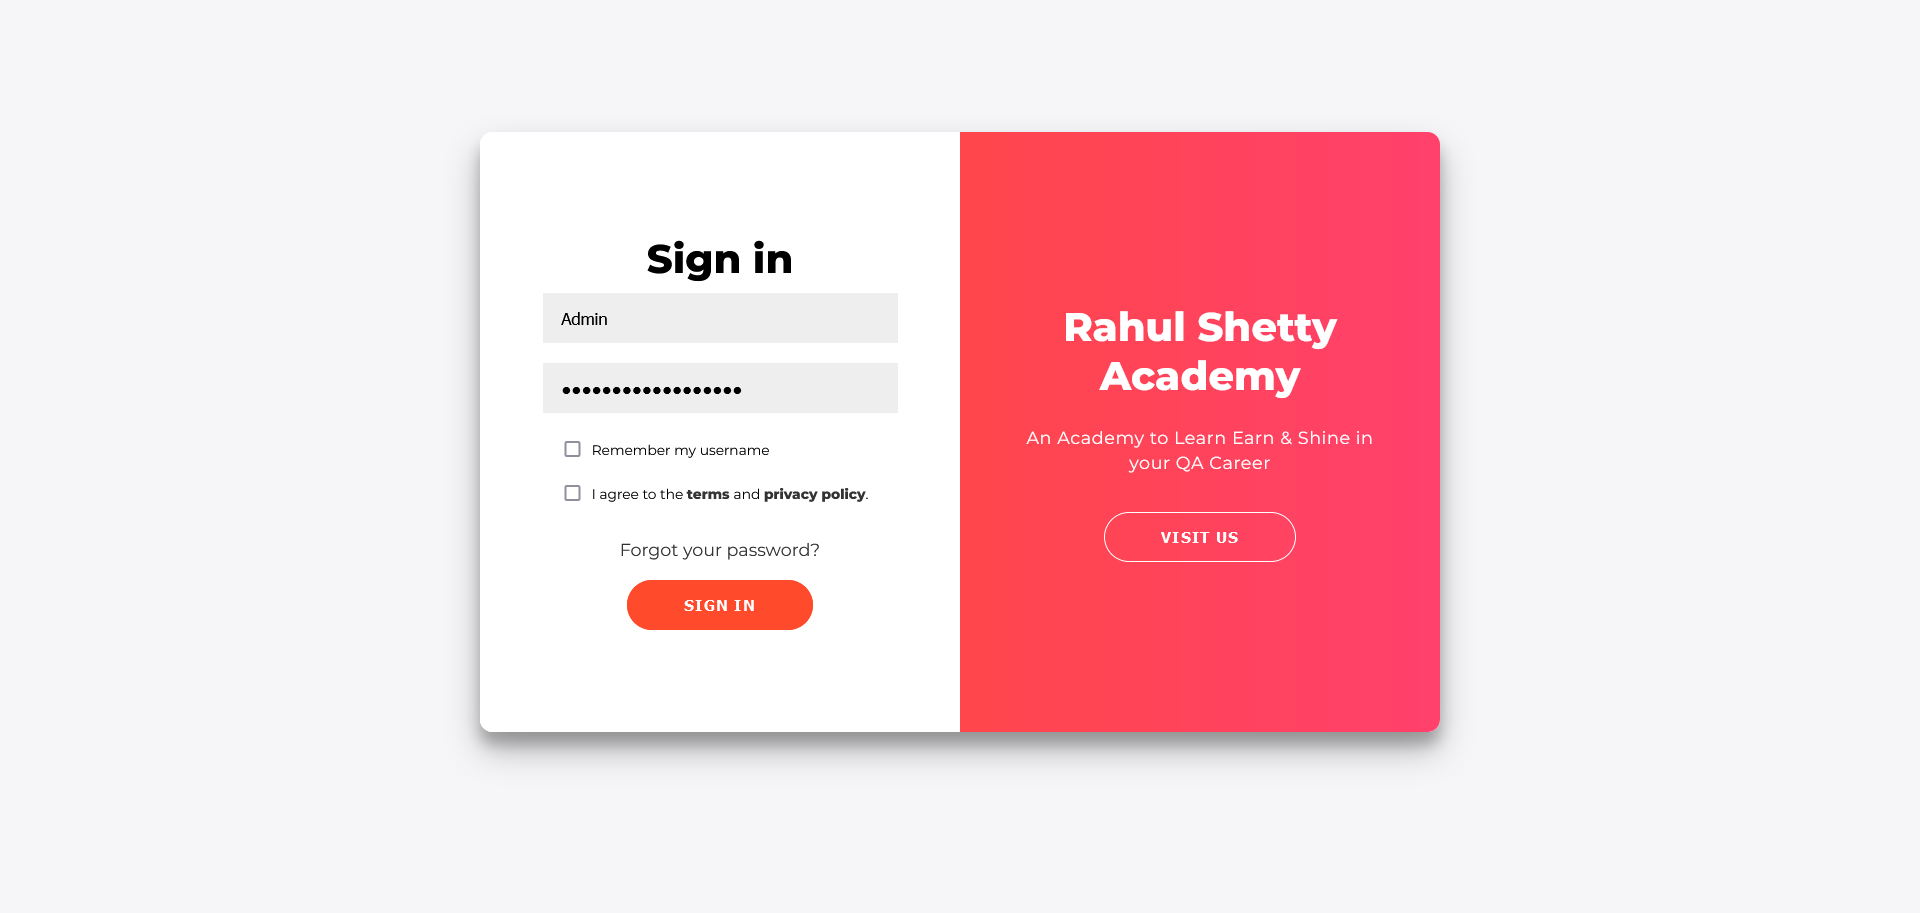 Sign in
Admin
••••••••••••••••••
Remember my username
I agree to the terms and privacy policy.
Forgot your password?
SIGN IN
Rahul Shetty
Academy
An Academy to Learn Earn & Shine in
your QA Career
VISIT US